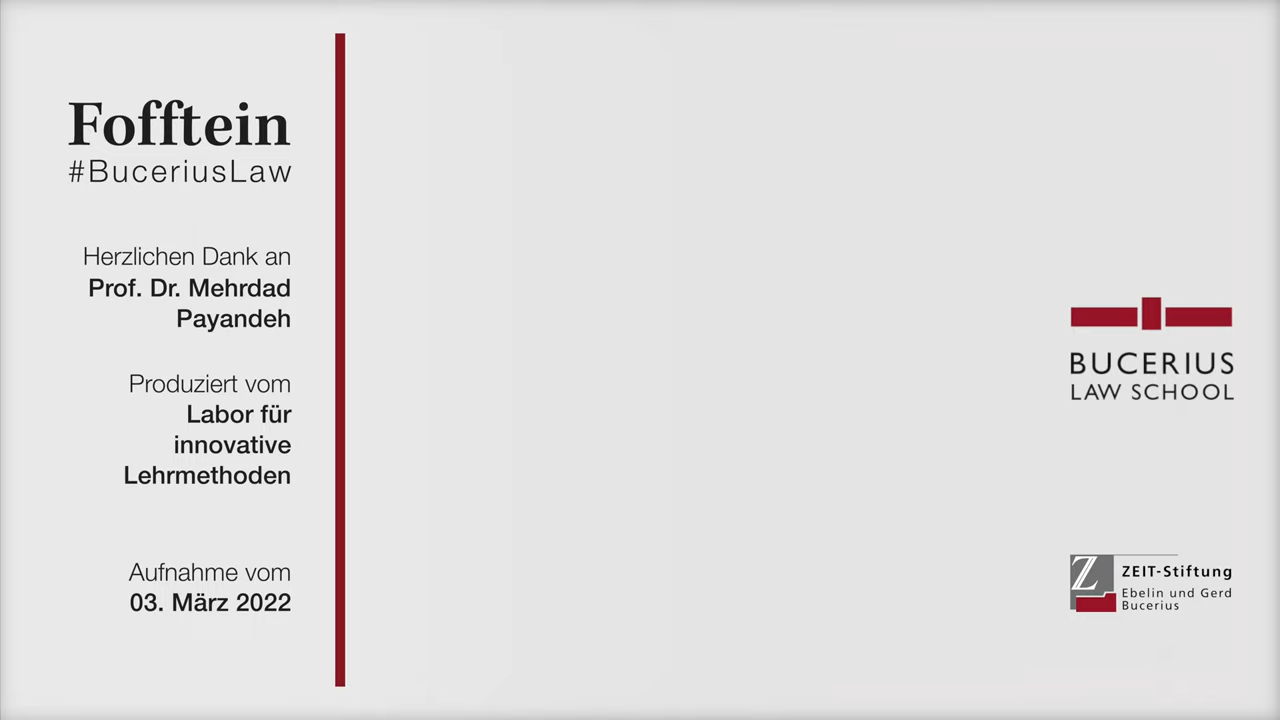 Fofftein
#BuceriusLaw
Herzlichen Dank an
Prof. Dr. Mehrdad
Payandeh
Produziert vom
Labor für
innovative
Lehrmethoden
Aufnahme vom
03. März 2022
BUCERIUS
LAW SCHOOL
Z
ZEIT-Stiftung
Ebelin und Gerd
Bucerius